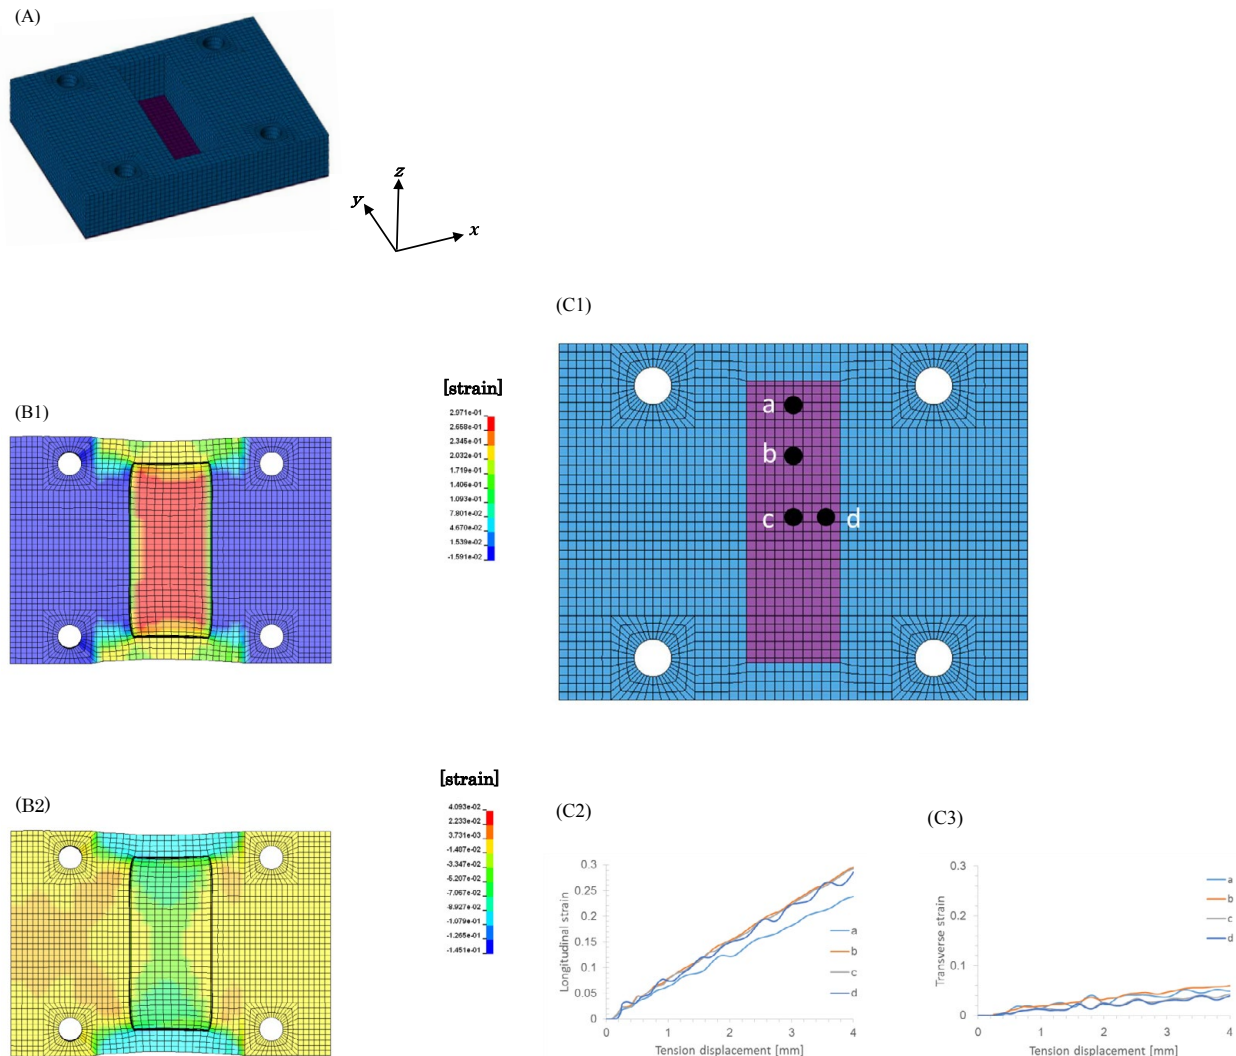 (A)
z
y
x
(C1)
[strain]
(B1)
2.971e-01
2.658e-01
2.345e-01
2.032e-01
1.719e-01
1.406e-01
1.093e-01
7.801e-02
4.670e-02
1.539e-02
-1.591e-02
a
b
c d
[strain]
(B2)
4.093e-02
2.233e-02
3.731e-03
-1.487e-02
-3.347e-02
-5.207e-02
-7.067e-02
-8.927e-02
-1.079e-01
-1.265e-01
-1.451e-01
(C2)
Longitudinal strain
0.3
0.25
0.2
0.15
0.1
0.05
0
0 1 2 3 4
Tension displacement [mm]
a
b
c
d
(C3)
Transverse strain
0.3
0.2
0.1
0
0 1 2 3 4
Tension displacement [mm]
a
b
c
d